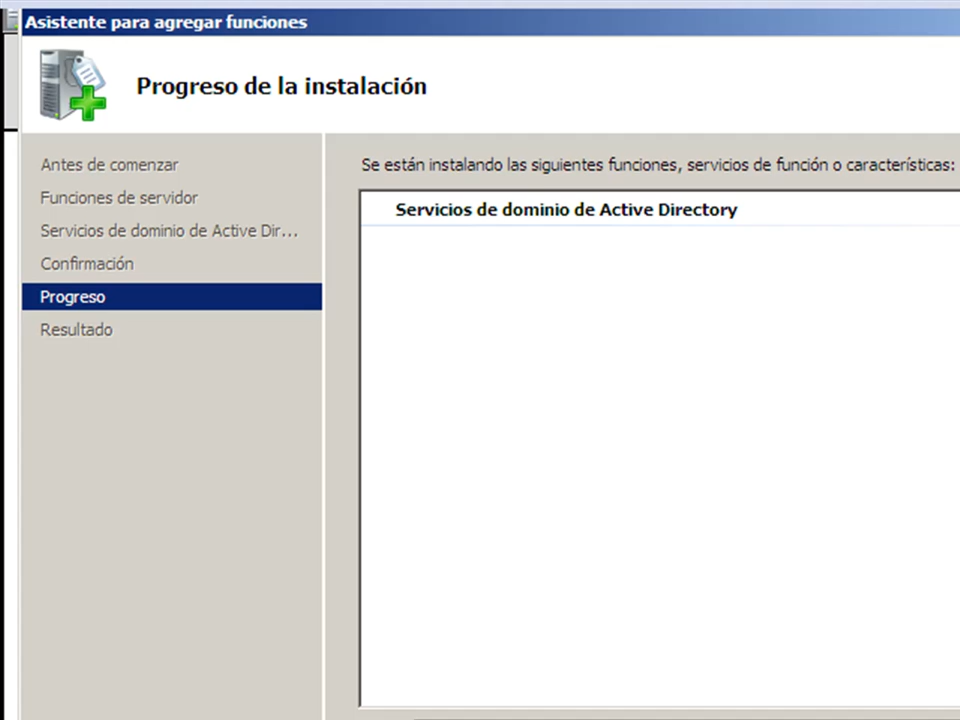 Asistente para agregar funciones
Progreso de la instalación
Antes de comenzar
Funciones de servidor
Servicios de dominio de Active Dir...
Confirmación
Progreso
Resultado
Se están instalando las siguientes funciones, servicios de función o características:
Servicios de dominio de Active Directory